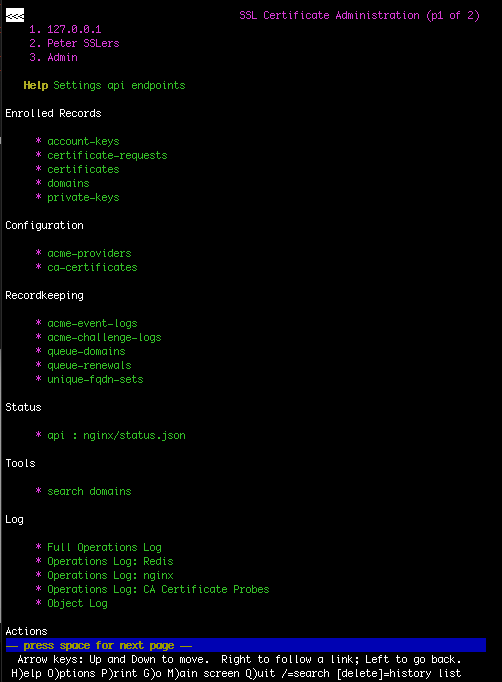 <<< SSL Certificate Administration (p1 of 2)
1. 127.0.0.1
2. Peter SSLers
3. Admin
Help Settings api endpoints
Enrolled Records
* account-keys
* certificate-requests
* certificates
* domains
* private-keys
Configuration
* acme-providers
* ca-certificates
Recordkeeping
* acme-event-logs
* acme-challenge-logs
* queue-domains
* queue-renewals
* unique-fqdn-sets
Status
* api : nginx/status.json
Tools
* search domains
Log
* Full Operations Log
* Operations Log: Redis
* Operations Log: nginx
* Operations Log: CA Certificate Probes
* Object Log
Actions
-- press space for next page --
Arrow keys: Up and Down to move. Right to follow a link; Left to go back.
H)elp O)ptions P)rint G)o M)ain screen Q)uit /=search [delete]=history list